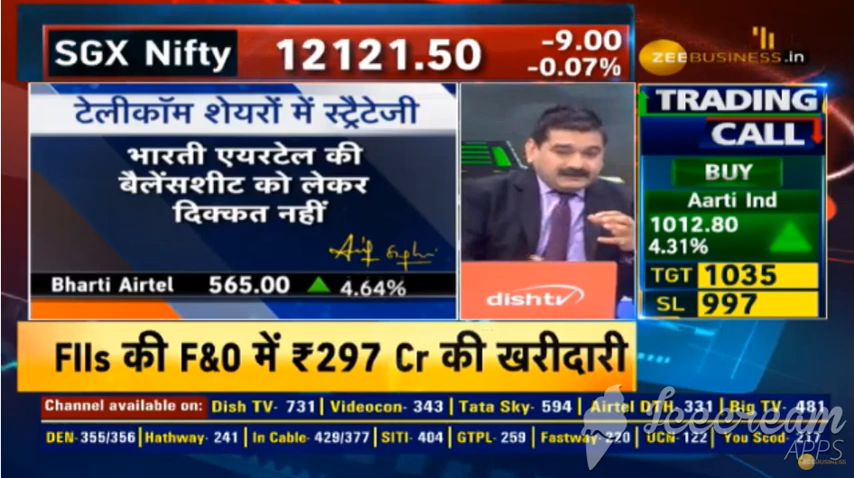 SGX Nifty 12121.50 -9.00
-0.07%
ZEEBUSINESS.in
टेलीकॉम शेयरों में स्ट्रैटेजी
भारती एयरटेल की
बैलेंसशीट को लेकर
दिक्कत नहीं
Bharti Airtel 565.00 4.64%
dishtv
TRADING
CALL
BUY
Aarti Ind
1012.80
4.31%
TGT 1035
SL 997
FIIs की F&O में ₹297 Cr की खरीदारी
Channel available on: Dish TV- 731 | Videocon- 343 | Tata Sky- 594 | Airtel DTH- 331 | Big TV- 481
DEN- 355/356 | Hathway- 241 | In Cable- 429/377 | SITI- 404 | GTPL- 259 | Fastway- 220 | UCN- 122 | You Scod- 217
Icecream
APPS
ZEEBUSINESS